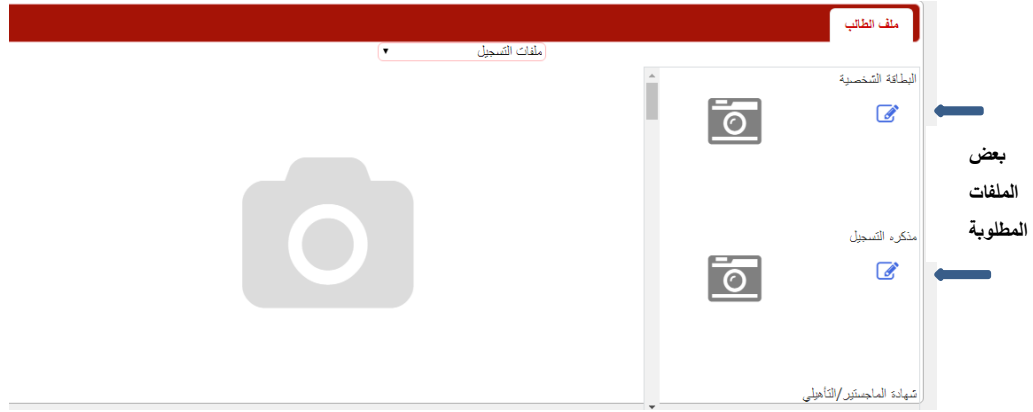 ملف الطالب
ملفات التسجيل
البطاقة الشخصية
بعض
الملفات
المطلوبة
مذكره التسجيل
شهادة الماجستير/التأهيلي